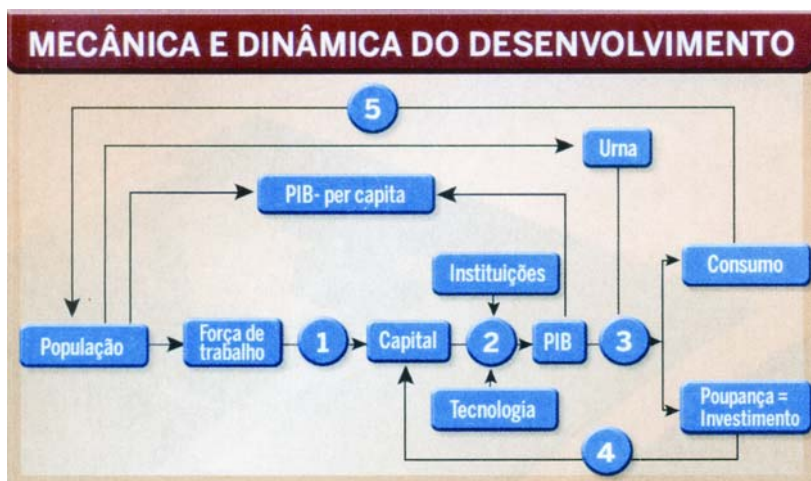 MECÂNICA E DINÂMICA DO DESENVOLVIMENTO
5
Urna
PIB- per capita
Instituições
Consumo
População
Força de
trabalho
1
Capital
2
PIB
3
Tecnologia
Poupança =
Investimento
4